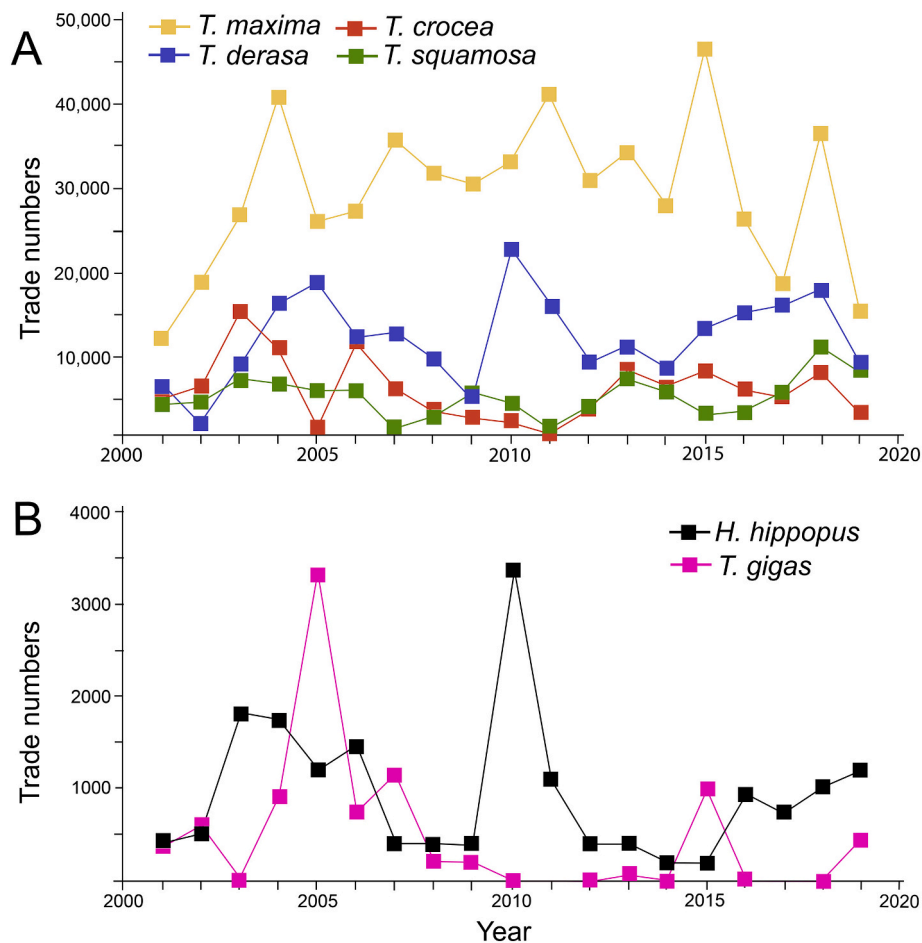 A
50,000
40,000
30,000
20,000
10,000
Trade numbers
T. maxima
T. crocea
T. derasa
T. squamosa
2000
2005
2010
2015
2020
B
4000
3000
2000
1000
Trade numbers
H. hippopus
T. gigas
2000
2005
2010
2015
2020
Year